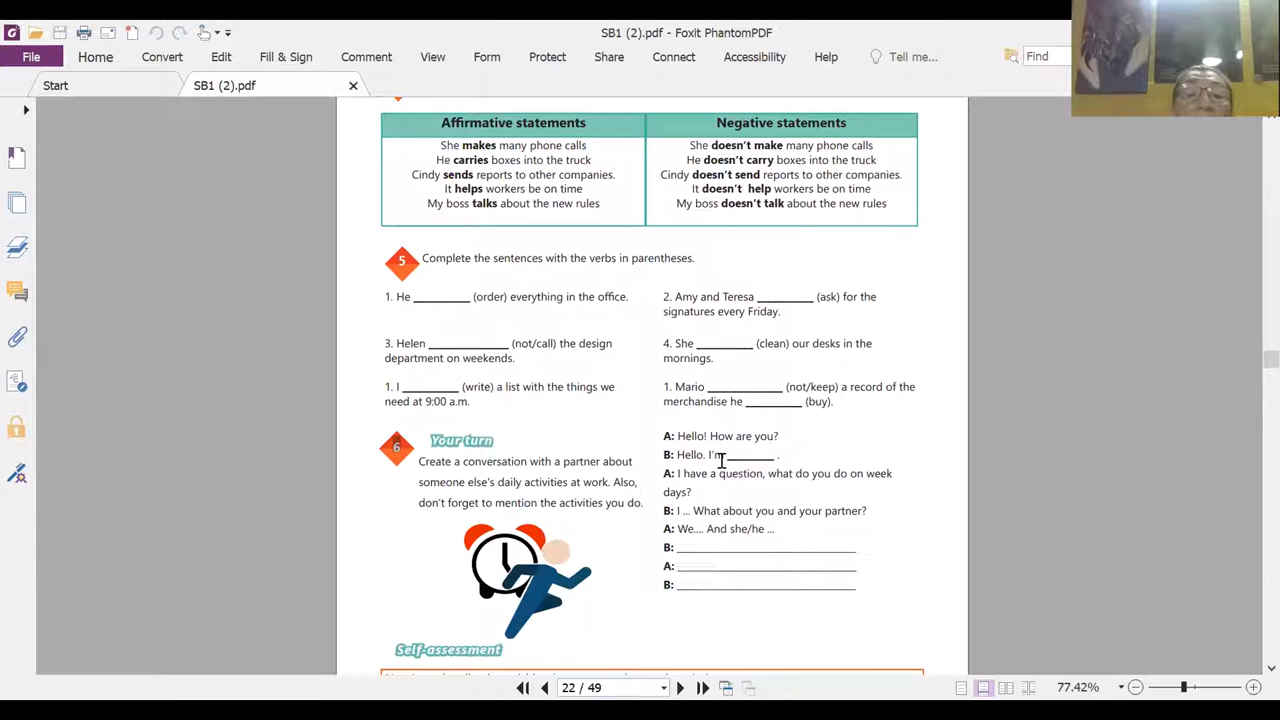 SB1 (2).pdf - Foxit PhantomPDF
File Home Convert Edit Fill & Sign Comments View Form Protect Share Connect Accessibility Help Tell me... Find
Start SB1 (2).pdf
Affirmative statements
She makes many phone calls
He carries boxes into the truck
Cindy sends reports to other companies.
It helps workers be on time
My boss talks about the new rules
Negative statements
She doesn't make many phone calls
He doesn't carry boxes into the truck
Cindy doesn't send reports to other companies.
It doesn't help workers be on time
My boss doesn't talk about the new rules
5 Complete the sentences with the verbs in parentheses.
1. He __________ (order) everything in the office.
2. Amy and Teresa __________ (ask) for the
signatures every Friday.
3. Helen ______________ (not/call) the design
department on weekends.
4. She __________ (clean) our desks in the
mornings.
1. I __________ (write) a list with the things we
need at 9:00 a.m.
1. Mario _____________ (not/keep) a record of the
merchandise he __________ (buy).
6 Your turn
Create a conversation with a partner about
someone else's daily activities at work. Also,
don't forget to mention the activities you do.
A: Hello! How are you?
B: Hello. I'm ________ .
A: I have a question, what do you do on week
days?
B: I ... What about you and your partner?
A: We.... And she/he ...
B: ______________________________
A: ______________________________
B: ______________________________
Self-assessment
22 / 49
77.42%